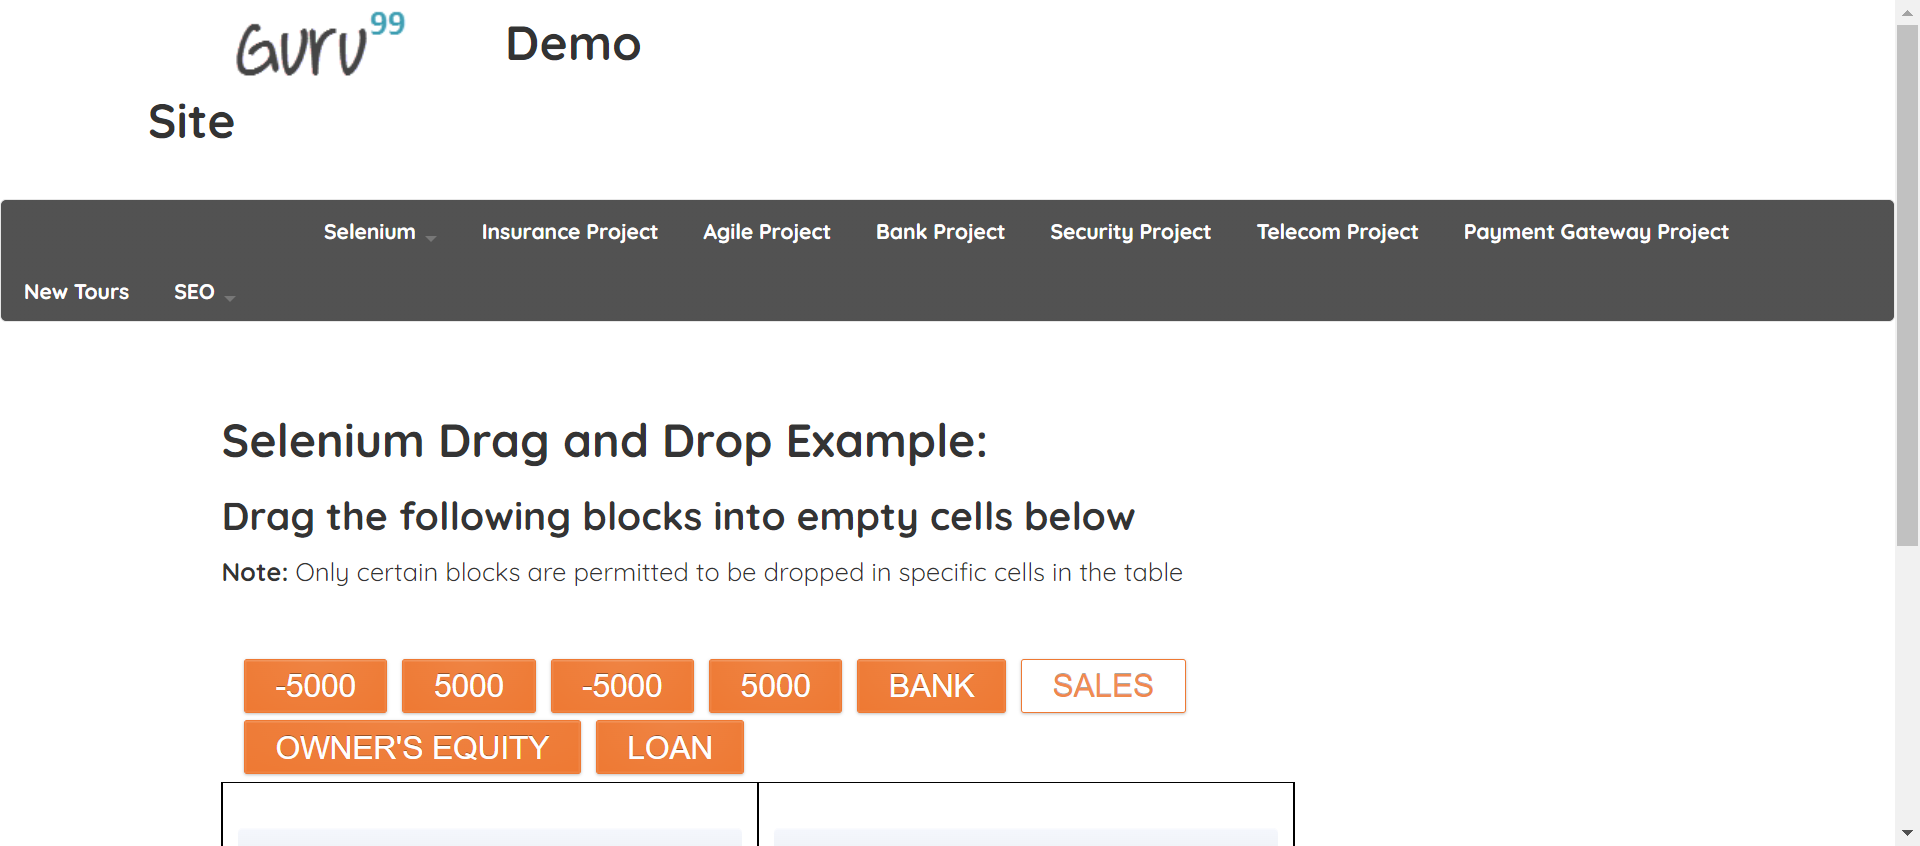 Guru99 Demo
Site
Selenium Insurance Project Agile Project Bank Project Security Project Telecom Project Payment Gateway Project
New Tours SEO
Selenium Drag and Drop Example:
Drag the following blocks into empty cells below
Note: Only certain blocks are permitted to be dropped in specific cells in the table
-5000 5000 -5000 5000 BANK SALES
OWNER'S EQUITY LOAN